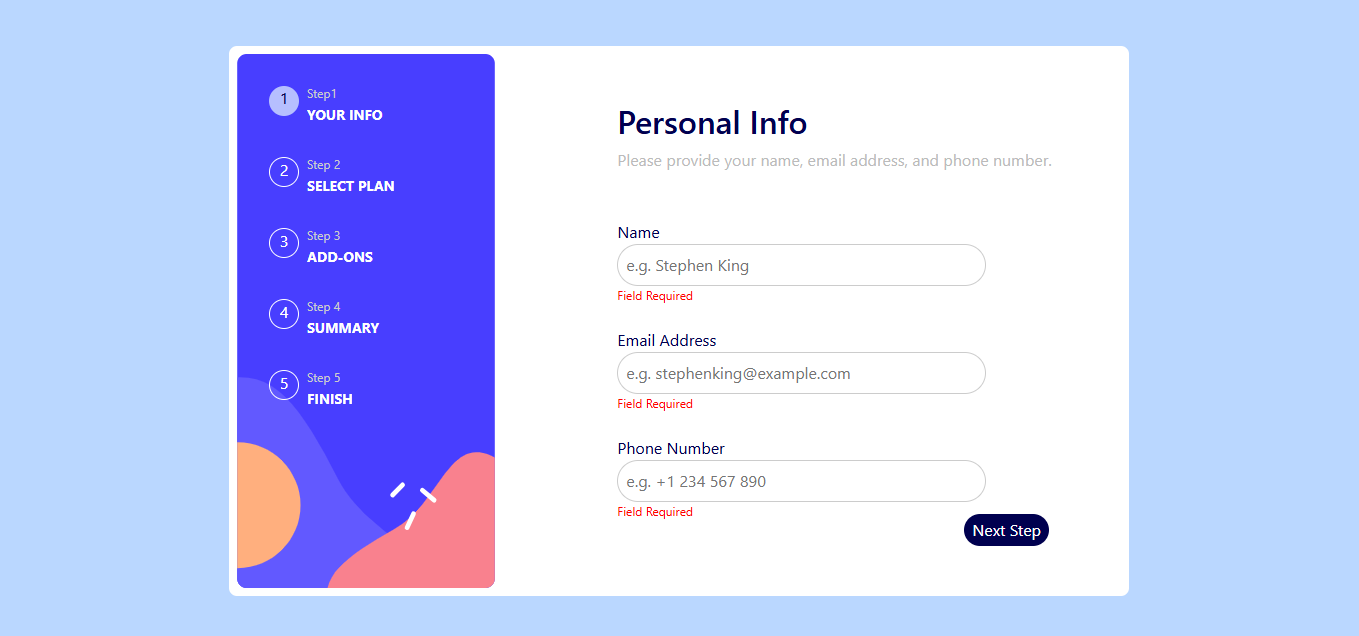 1
Step1
YOUR INFO
2
Step 2
SELECT PLAN
3
Step 3
ADD-ONS
4
Step 4
SUMMARY
5
Step 5
FINISH
Personal Info
Please provide your name, email address, and phone number.
Name
e.g. Stephen King
Field Required
Email Address
e.g. stephenking@example.com
Field Required
Phone Number
e.g. +1 234 567 890
Field Required
Next Step